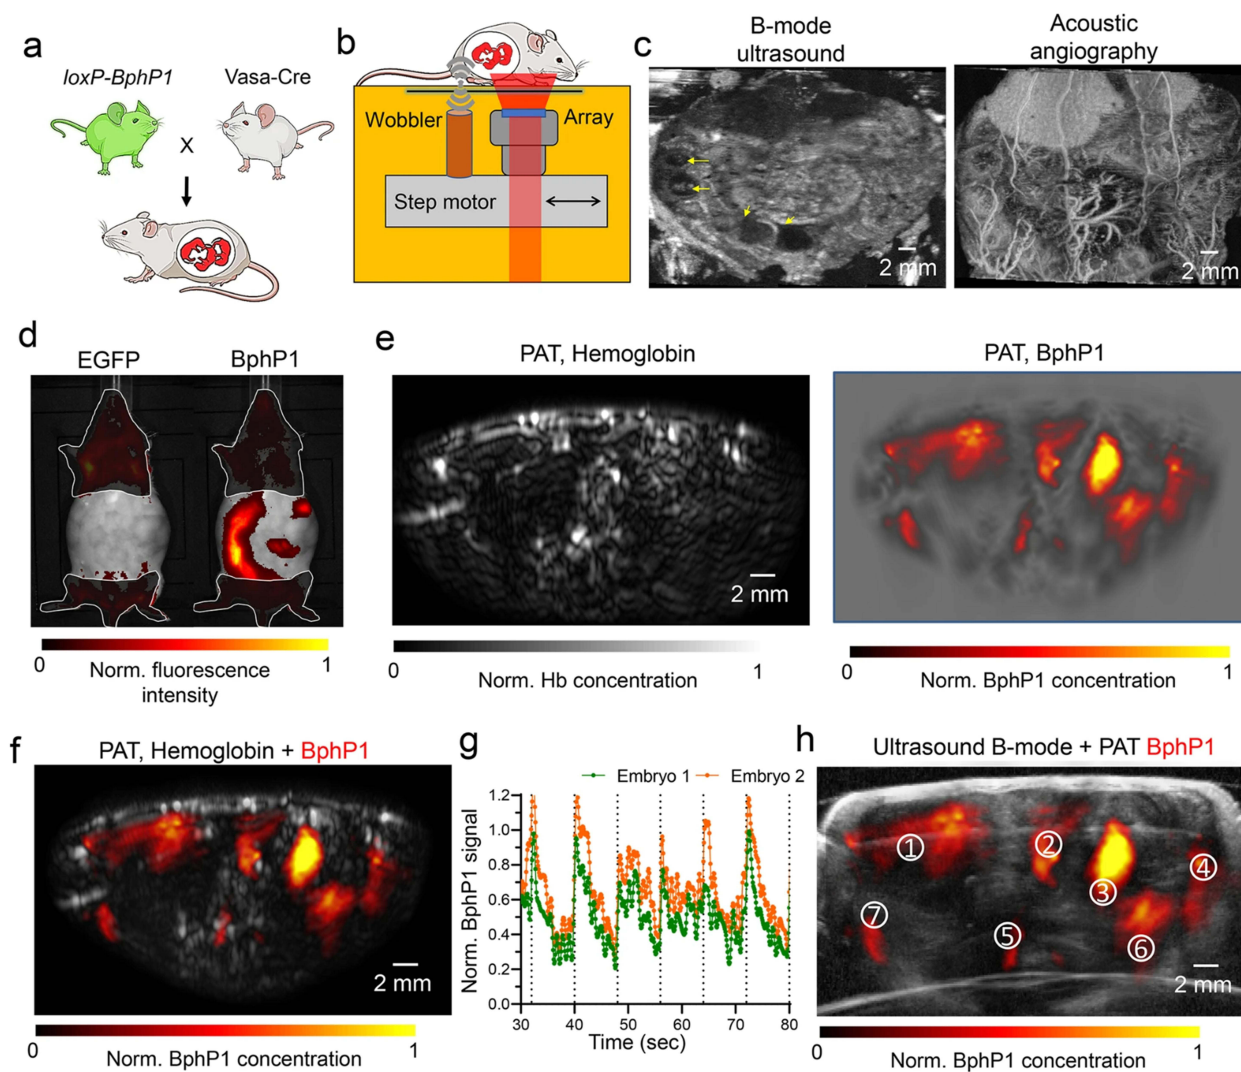 a
loxP-BphP1
Vasa-Cre
X
b
Wobbler
Array
Step motor
c
B-mode
ultrasound
2 mm
Acoustic
angiography
2 mm
d
EGFP
BphP1
0
1
Norm. fluorescence
intensity
e
PAT, Hemoglobin
2 mm
0
1
Norm. Hb concentration
PAT, BphP1
0
1
Norm. BphP1 concentration
f
PAT, Hemoglobin + BphP1
2 mm
0
1
Norm. BphP1 concentration
g
Embryo 1
Embryo 2
Norm. BphP1 signal
1.2
1.0
0.8
0.6
0.4
0.2
0.0
30
40
50
60
70
80
Time (sec)
h
Ultrasound B-mode + PAT BphP1
1
2
3
4
5
6
7
2 mm
0
1
Norm. BphP1 concentration